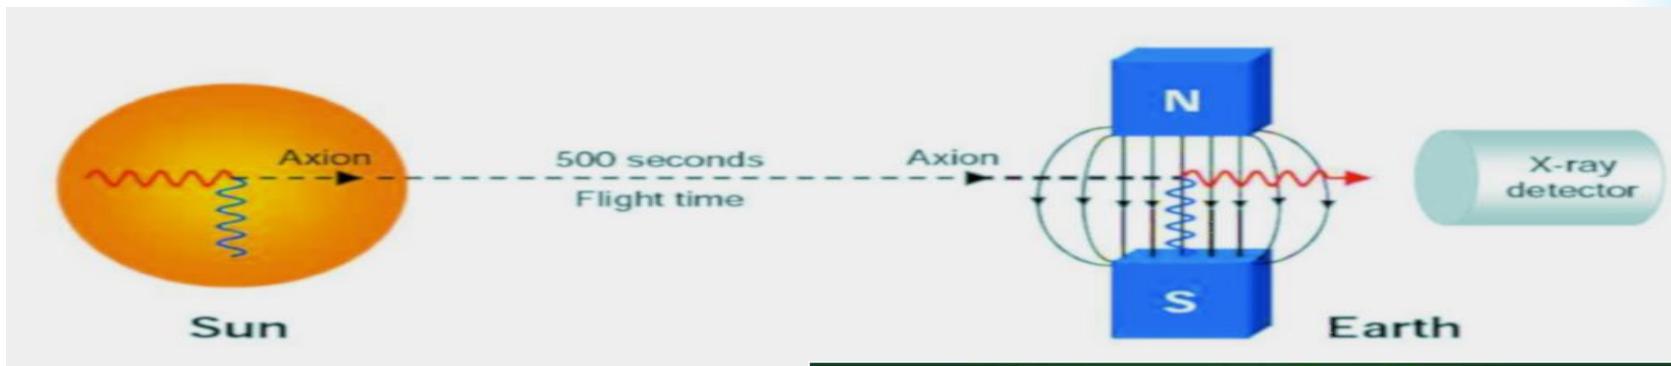 Axion
500 seconds
Flight time
Axion
N
S
X-ray
detector
Sun
Earth